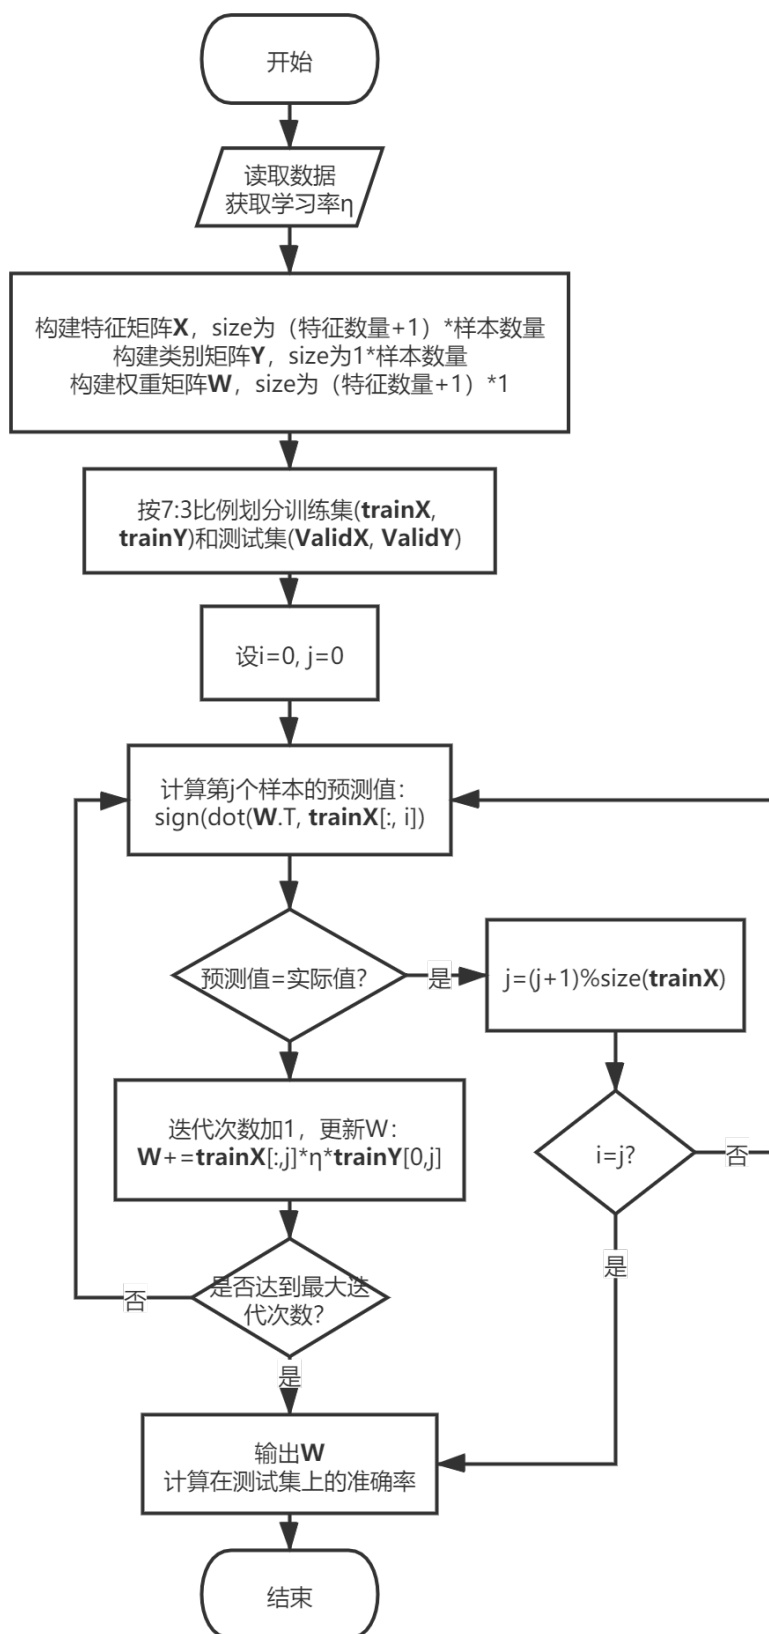 开始
读取数据
获取学习率η
构建特征矩阵X，size为（特征数量+1）*样本数量
构建类别矩阵Y，size为1*样本数量
构建权重矩阵W，size为（特征数量+1）*1
按7:3比例划分训练集(trainX,
trainY)和测试集(ValidX, ValidY)
设i=0, j=0
计算第j个样本的预测值：
sign(dot(W.T, trainX[:, i])
预测值=实际值？
是
j=(j+1)%size(trainX)
迭代次数加1，更新W：
W+=trainX[:,j]*η*trainY[0,j]
i=j?
否
是
是否达到最大迭
代次数？
否
是
输出W
计算在测试集上的准确率
结束